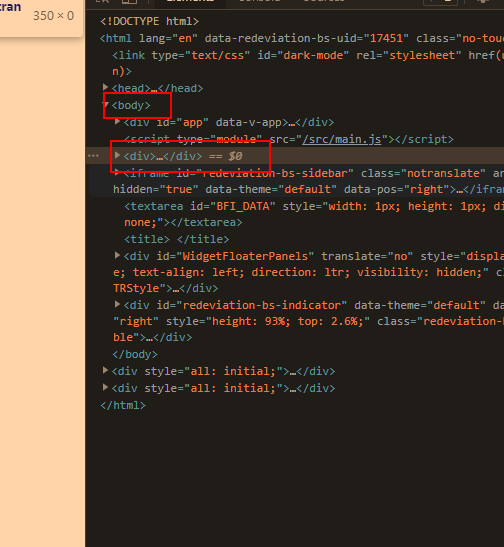 tran
350 × 0
<!DOCTYPE html>
<html lang="en" data-redeviation-bs-uid="17451" class="no-tou
<link type="text/css" id="dark-mode" rel="stylesheet" href(u
n)>
▶<head>…</head>
▼<body>
▶<div id="app" data-v-app>…</div>
<script type="module" src="/src/main.js"></script>
⋯ ▶<div>…</div> == $0
▶<iframe id="redeviation-bs-sidebar" class="notranslate" ar
hidden="true" data-theme="default" data-pos="right">…</ifra
<textarea id="BFI_DATA" style="width: 1px; height: 1px; di
none;"></textarea>
<title> </title>
▶<div id="WidgetFloaterPanels" translate="no" style="displa
e; text-align: left; direction: ltr; visibility: hidden;" cl
TRStyle">…</div>
▶<div id="redeviation-bs-indicator" data-theme="default" da
"right" style="height: 93%; top: 2.6%;" class="redeviation-b
ble">…</div>
</body>
▶<div style="all: initial;">…</div>
▶<div style="all: initial;">…</div>
</html>